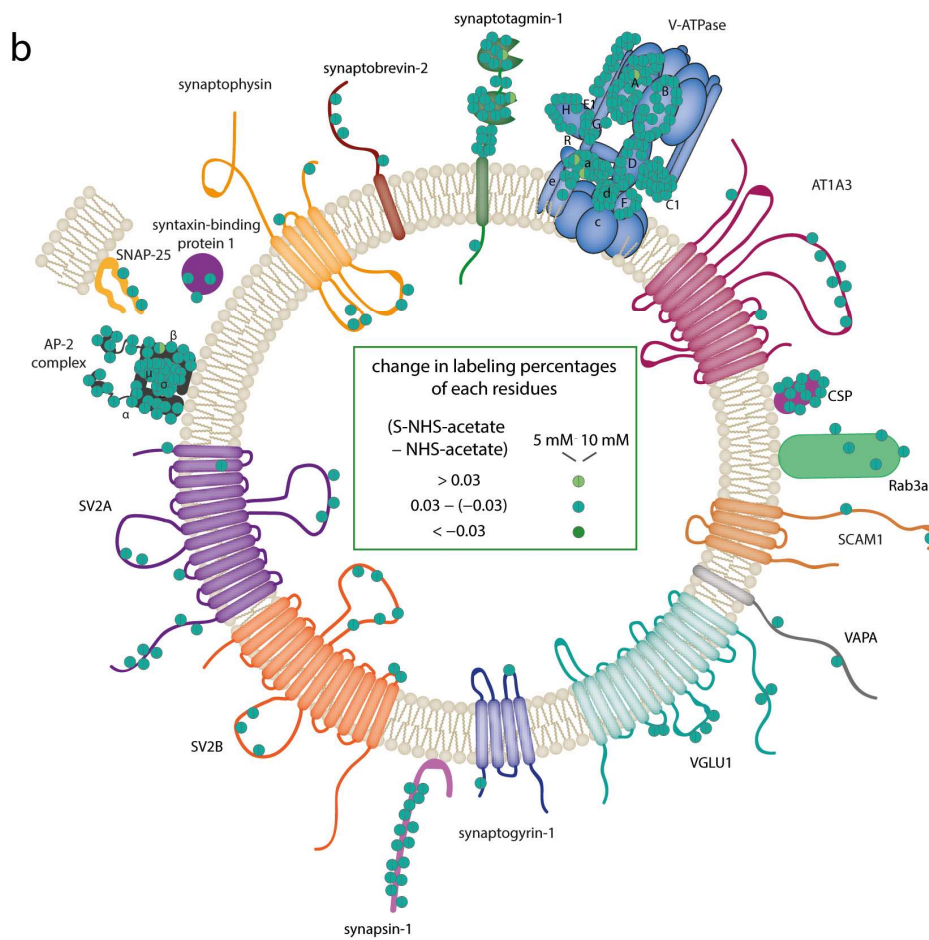 b
synaptotagmin-1
V-ATPase
synaptobrevin-2
synaptophysin
A
B
E1
H
G
R
a
D
e
d
C1
F
c
AT1A3
syntaxin-binding
protein 1
SNAP-25
AP-2
complex
β
μ
σ
α
change in labeling percentages
of each residues
(S-NHS-acetate
– NHS-acetate)
5 mM 10 mM
> 0.03
0.03 – (–0.03)
< –0.03
CSP
Rab3a
SV2A
SCAM1
VAPA
SV2B
VGLU1
synaptogyrin-1
synapsin-1